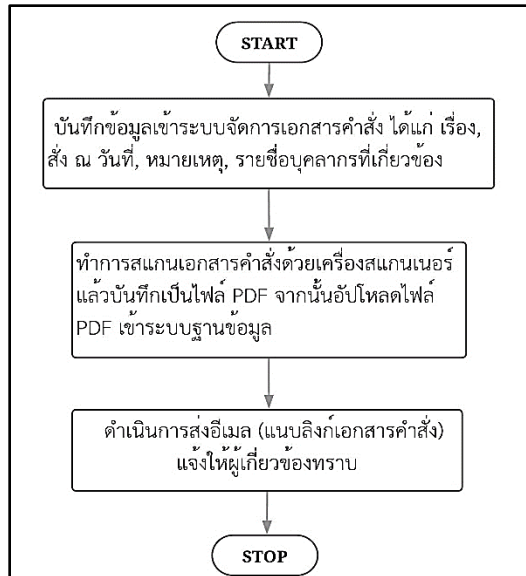 START
บันทึกข้อมูลเข้าระบบจัดการเอกสารคำสั่ง ได้แก่ เรื่อง,
สั่ง ณ วันที่, หมายเหตุ, รายชื่อบุคลากรที่เกี่ยวข้อง
ทำการสแกนเอกสารคำสั่งด้วยเครื่องสแกนเนอร์
แล้วบันทึกเป็นไฟล์ PDF จากนั้นอัปโหลดไฟล์
PDF เข้าระบบฐานข้อมูล
ดำเนินการส่งอีเมล (แนบลิงก์เอกสารคำสั่ง)
แจ้งให้ผู้เกี่ยวข้องทราบ
STOP